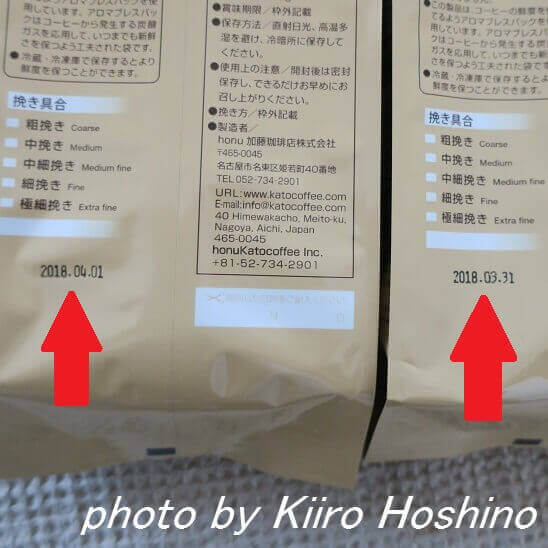 使用しています。アロマブレスパックは
コーヒーから発生する炭酸
ガスを応用して、いつまでも新鮮
さを保つよう工夫された袋です。
●冷蔵・冷凍庫で保存するとより
鮮度を保つことができます。
挽き具合
粗挽き Coarse
中挽き Medium
中細挽き Medium fine
細挽き Fine
極細挽き Extra fine
2018.04.01
●賞味期限／枠外記載
●保存方法／直射日光、高温多
湿を避け、冷暗所に保存して
ください。
●使用上の注意／開封後は密封
保存し、できるだけお早めにお
召し上がりください。
●挽き方／枠外記載
●製造者／
honu 加藤珈琲店株式会社
〒465-0045
名古屋市名東区姫若町40番地
TEL 052-734-2901
URL:www.katocoffee.com
E-mail:info@katocoffee.com
40 Himewakacho, Meito-ku,
Nagoya, Aichi, Japan
465-0045
honuKatocoffee Inc.
+81-52-734-2901
●この製品は、コーヒーの鮮度を保
てるようアロマブレスパックを使
クはコーヒーから発生する炭酸
ガスを応用して、いつまでも新鮮
さを保つよう工夫された袋です。
●冷蔵・冷凍庫で保存するとより
鮮度を保つことができます。
挽き具合
粗挽き Coarse
中挽き Medium
中細挽き Medium fine
細挽き Fine
極細挽き Extra fine
2018.03.31
photo by Kiiro Hoshino